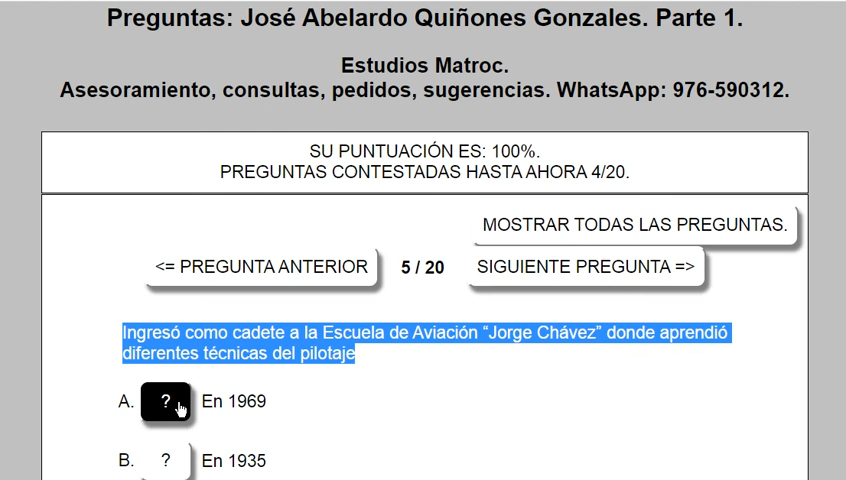 Preguntas: José Abelardo Quiñones Gonzales. Parte 1.
Estudios Matroc.
Asesoramiento, consultas, pedidos, sugerencias. WhatsApp: 976-590312.
SU PUNTUACIÓN ES: 100%.
PREGUNTAS CONTESTADAS HASTA AHORA 4/20.
MOSTRAR TODAS LAS PREGUNTAS.
<= PREGUNTA ANTERIOR 5 / 20 SIGUIENTE PREGUNTA =>
Ingresó como cadete a la Escuela de Aviación “Jorge Chávez” donde aprendió
diferentes técnicas del pilotaje
A. ? En 1969
B. ? En 1935